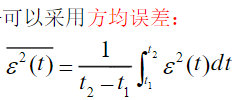 可以采用方均误差：
$\overline{\varepsilon^2(t)} = \frac{1}{t_2 - t_1} \int_{t_1}^{t_2} \varepsilon^2(t) dt$